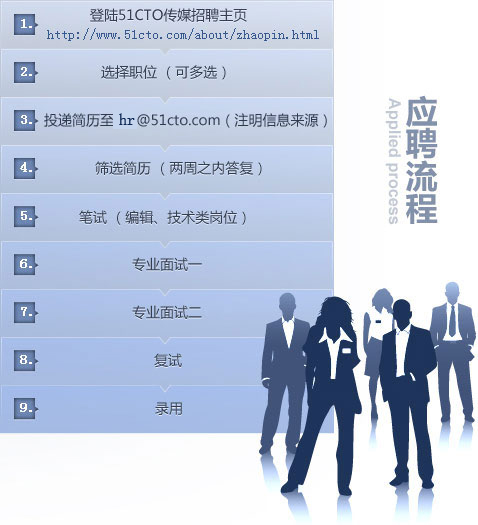 1. 登陆51CTO传媒招聘主页
http://www.51cto.com/about/zhaopin.html
2. 选择职位（可多选）
3. 投递简历至 hr@51cto.com（注明信息来源）
4. 筛选简历（两周之内答复）
5. 笔试（编辑、技术类岗位）
6. 专业面试一
7. 专业面试二
8. 复试
9. 录用
应聘流程
Applied process